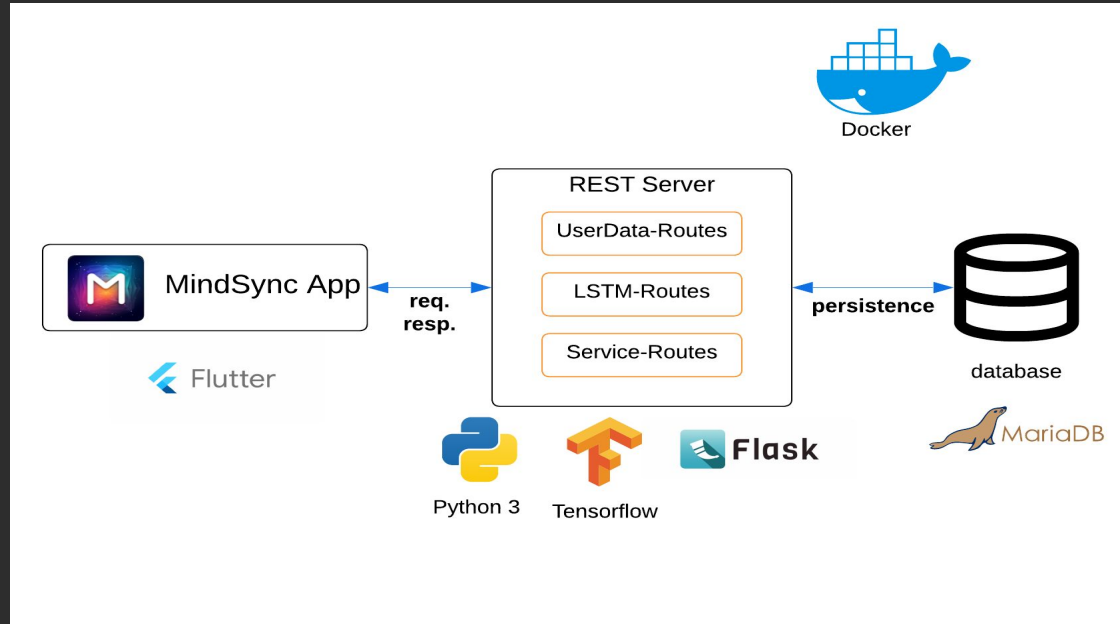 Docker
REST Server
UserData-Routes
M MindSync App
LSTM-Routes
req.
resp.
persistence
Service-Routes
database
Flutter
MariaDB
Flask
Python 3
Tensorflow